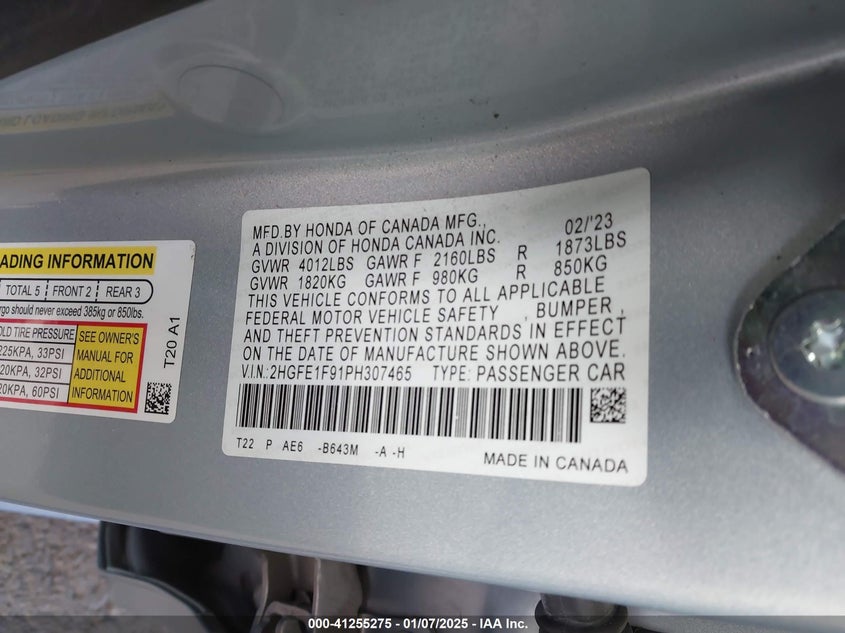 MFD.BY HONDA OF CANADA MFG., 02/'23
A DIVISION OF HONDA CANADA INC.
GVWR 4012LBS GAWR F 2160LBS R 1873LBS
GVWR 1820KG GAWR F 980KG R 850KG
THIS VEHICLE CONFORMS TO ALL APPLICABLE
FEDERAL MOTOR VEHICLE SAFETY , BUMPER ,
AND THEFT PREVENTION STANDARDS IN EFFECT
ON THE DATE OF MANUFACTURE SHOWN ABOVE.
V.I.N.: 2HGFE1F91PH307465 TYPE: PASSENGER CAR
T22 P AE6 -B643M -A -H
MADE IN CANADA
ADING INFORMATION
TOTAL 5 FRONT 2 REAR 3
rgo should never exceed 385kg or 850lbs.
OLD TIRE PRESSURE
225KPA, 33PSI
20KPA, 32PSI
20KPA, 60PSI
SEE OWNER'S
MANUAL FOR
ADDITIONAL
INFORMATION
T20 A1
000-41255275 - 01/07/2025 - IAA Inc.